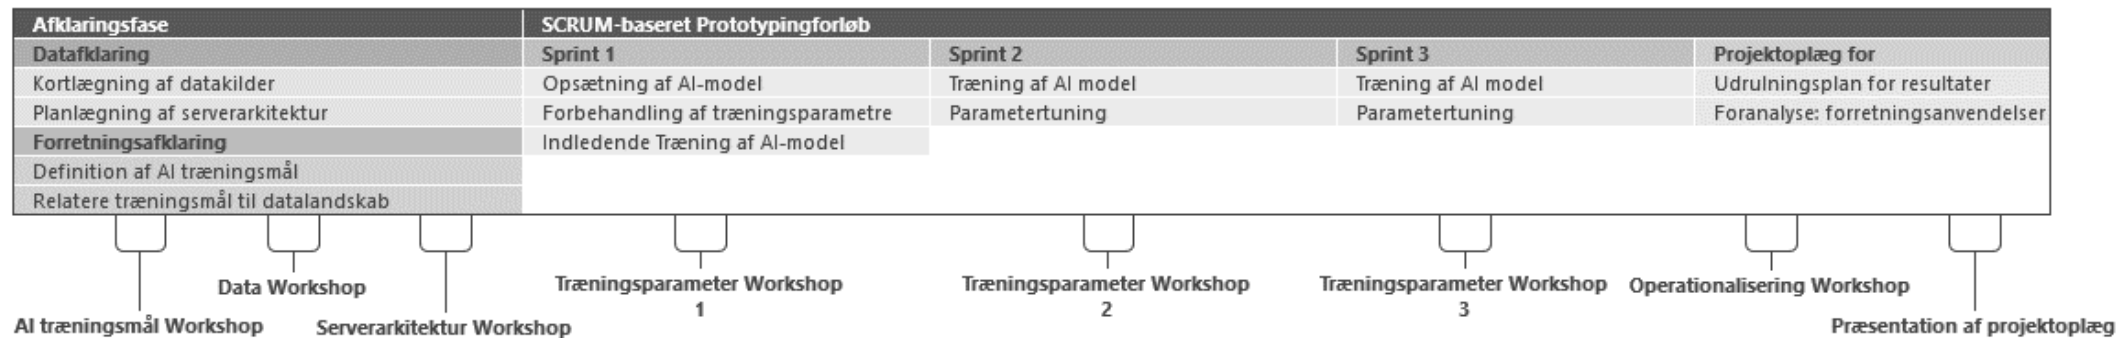 Afklaringsfase
SCRUM-baseret Prototypingforløb
Datafklaring
Sprint 1
Sprint 2
Sprint 3
Projektoplæg for
Kortlægning af datakilder
Opsætning af AI-model
Træning af AI model
Træning af AI model
Udrulningsplan for resultater
Planlægning af serverarkitektur
Forbehandling af træningsparametre
Parametertuning
Parametertuning
Foranalyse: forretningsanvendelser
Forretningsafklaring
Indledende Træning af AI-model
Definition af AI træningsmål
Relatere træningsmål til datalandskab
Data Workshop
Træningsparameter Workshop
1
Træningsparameter Workshop
2
Træningsparameter Workshop
3
Operationalisering Workshop
AI træningsmål Workshop
Serverarkitektur Workshop
Præsentation af projektoplæg